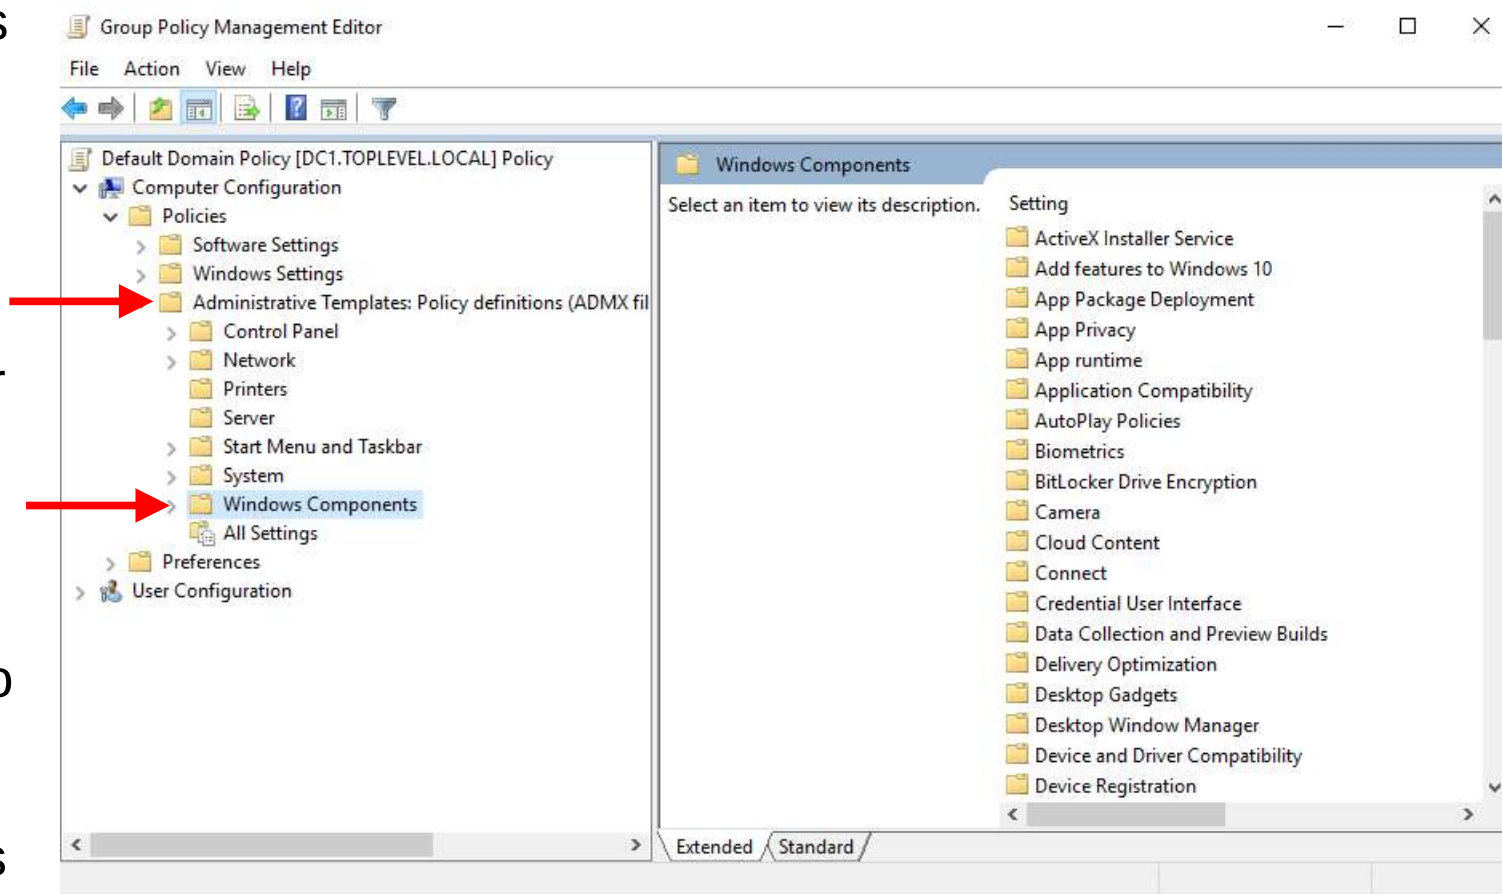 s
Group Policy Management Editor
File Action View Help
Default Domain Policy [DC1.TOPLEVEL.LOCAL] Policy
Computer Configuration
Policies
Software Settings
Windows Settings
Administrative Templates: Policy definitions (ADMX fil
Control Panel
r
Network
Printers
Server
Start Menu and Taskbar
System
Windows Components
All Settings
Preferences
User Configuration
Windows Components
Select an item to view its description.
Setting
ActiveX Installer Service
Add features to Windows 10
App Package Deployment
App Privacy
App runtime
Application Compatibility
AutoPlay Policies
Biometrics
BitLocker Drive Encryption
Camera
Cloud Content
Connect
Credential User Interface
Data Collection and Preview Builds
Delivery Optimization
Desktop Gadgets
Desktop Window Manager
Device and Driver Compatibility
Device Registration
Extended Standard
s